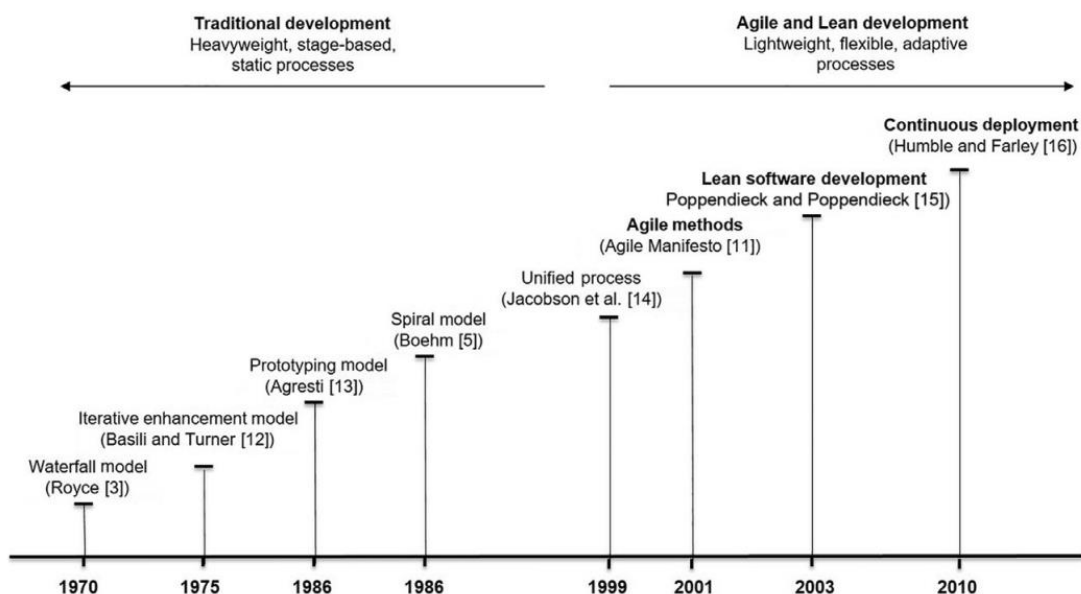 Traditional development
Heavyweight, stage-based,
static processes
Agile and Lean development
Lightweight, flexible, adaptive
processes
Continuous deployment
(Humble and Farley [16])
Lean software development
Poppendieck and Poppendieck [15])
Agile methods
(Agile Manifesto [11])
Unified process
(Jacobson et al. [14])
Spiral model
(Boehm [5])
Prototyping model
(Agresti [13])
Iterative enhancement model
(Basili and Turner [12])
Waterfall model
(Royce [3])
1970 1975 1986 1986 1999 2001 2003 2010